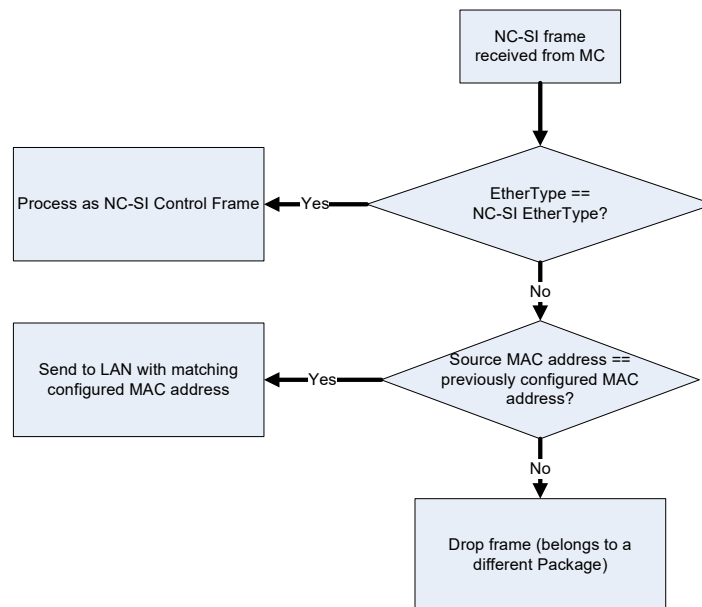 NC-SI frame
received from MC
EtherType ==
NC-SI EtherType?
Yes
Process as NC-SI Control Frame
No
Source MAC address ==
previously configured MAC
address?
Yes
Send to LAN with matching
configured MAC address
No
Drop frame (belongs to a
different Package)